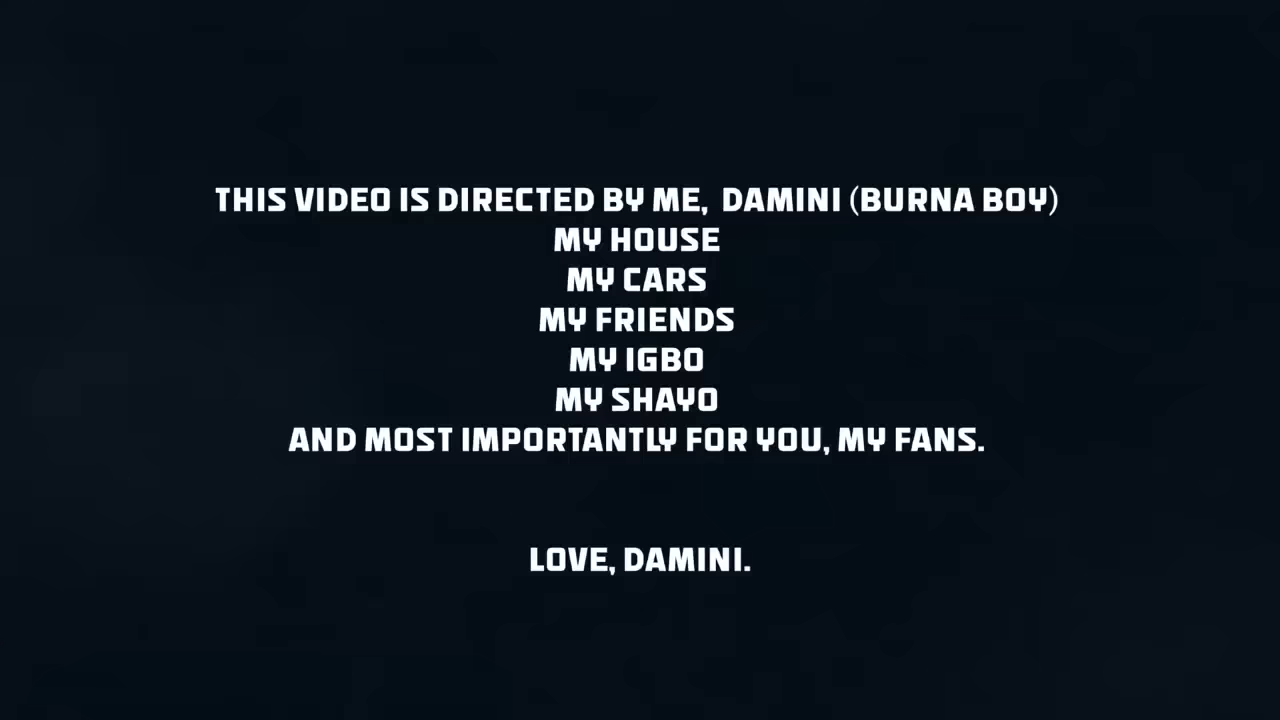 THIS VIDEO IS DIRECTED BY ME, DAMINI (BURNA BOY)
MY HOUSE
MY CARS
MY FRIENDS
MY IGBO
MY SHAYO
AND MOST IMPORTANTLY FOR YOU, MY FANS.
LOVE, DAMINI.